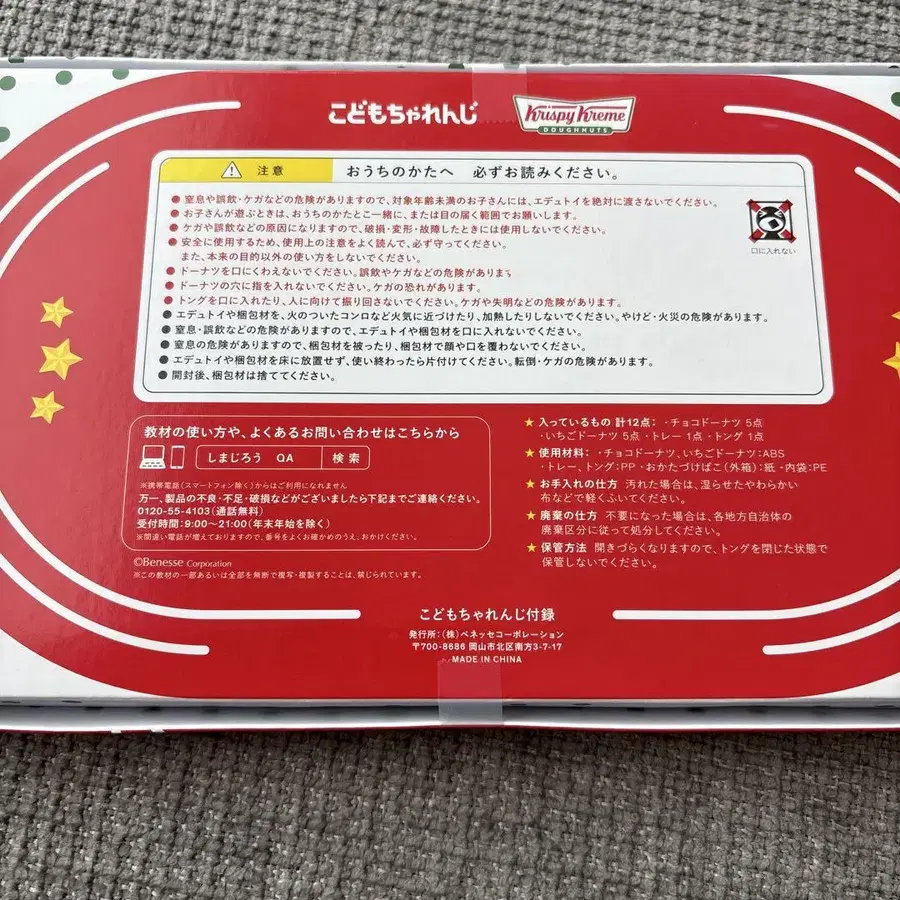 こどもちゃれんじ
Krispy Kreme
DOUGHNUTS
注意
おうちのかたへ 必ずお読みください。
● 窒息や誤飲・ケガなどの危険がありますので、対象年齢未満のお子さんには、エデュトイを絶対に渡さないでください。
● お子さんが遊ぶときは、おうちのかたとご一緒に、または目の届く範囲でお願いします。
● ケガや誤飲などの原因になりますので、破損・変形・故障したときには使用しないでください。
● 安全に使用するため、使用上の注意をよく読んで、必ず守ってください。
また、本来の目的以外の使い方をしないでください。
● ドーナツを口にくわえないでください。誤飲やケガなどの危険があります。
● ドーナツの穴に指を入れないでください。ケガの恐れがあります。
● トングを口に入れたり、人に向けて振り回さないでください。ケガや失明などの危険があります。
● エデュトイや梱包材を、火のついたコンロなど火気に近づけたり、加熱したりしないでください。やけど・火災の危険があります。
● 窒息・誤飲などの危険がありますので、エデュトイや梱包材を口に入れないでください。
● 窒息の危険がありますので、梱包材を被ったり、梱包材で顔や口を覆わないでください。
● エデュトイや梱包材を床に放置せず、使い終わったら片付けてください。転倒・ケガの危険があります。
● 開封後、梱包材は捨ててください。
口に入れない
教材の使い方や、よくあるお問い合わせはこちらから
しまじろう QA 検索
※携帯電話(スマートフォン除く)からはご利用になれません
万一、製品の不良・不足・破損などがございましたら下記までご連絡ください。
0120-55-4103(通話無料)
受付時間:9:00～21:00(年末年始を除く)
※間違い電話が増えておりますので、番号をよくお確かめのうえ、おかけください。
©Benesse Corporation
※この教材の一部あるいは全部を無断で複写・複製することは、禁じられています。
★ 入っているもの 計12点: ・チョコドーナツ 5点
・いちごドーナツ 5点 ・トレー 1点 ・トング 1点
★ 使用材料: ・チョコドーナツ、いちごドーナツ:ABS
・トレー、トング:PP ・おかたづけばこ(外箱):紙 ・内袋:PE
★ お手入れの仕方 汚れた場合は、湿らせたやわらかい
布などで軽くふいてください。
★ 廃棄の仕方 不要になった場合は、各地方自治体の
廃棄区分に従って処分してください。
★ 保管方法 開きづらくなりますので、トングを閉じた状態で
保管しないでください。
こどもちゃれんじ付録
発行所:(株)ベネッセコーポレーション
〒700-8686 岡山市北区南方3-7-17
MADE IN CHINA